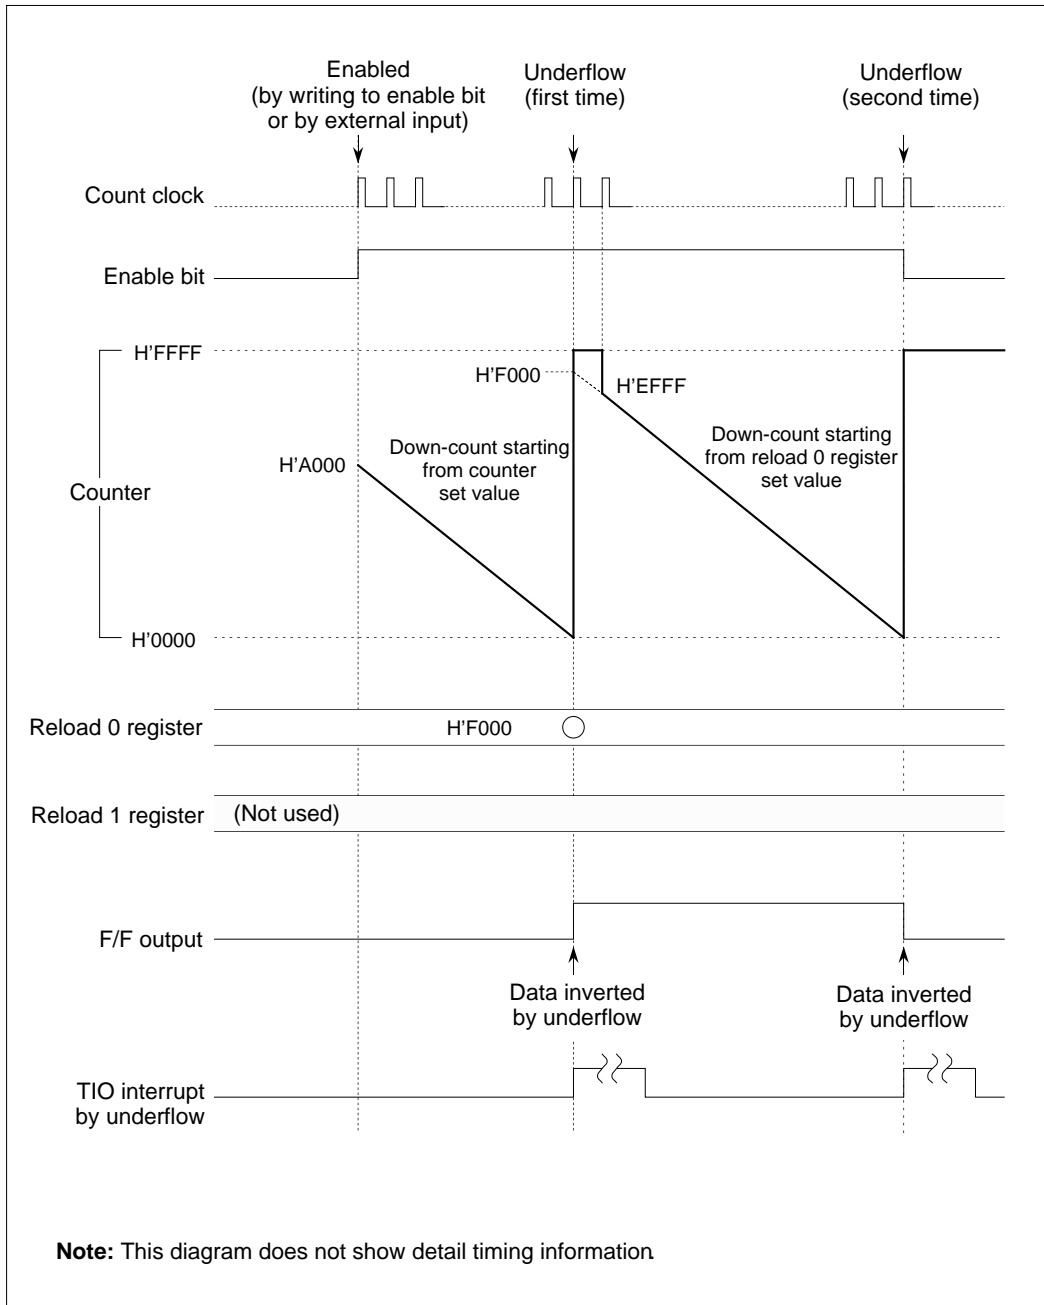 Enabled
(by writing to enable bit
or by external input)
Underflow
(first time)
Underflow
(second time)
Count clock
Enable bit
H'FFFF
H'F000
H'EFFF
Down-count starting
from counter
set value
Down-count starting
from reload 0 register
set value
H'A000
Counter
H'0000
Reload 0 register
H'F000
Reload 1 register
(Not used)
F/F output
Data inverted
by underflow
Data inverted
by underflow
TIO interrupt
by underflow
Note: This diagram does not show detail timing information.